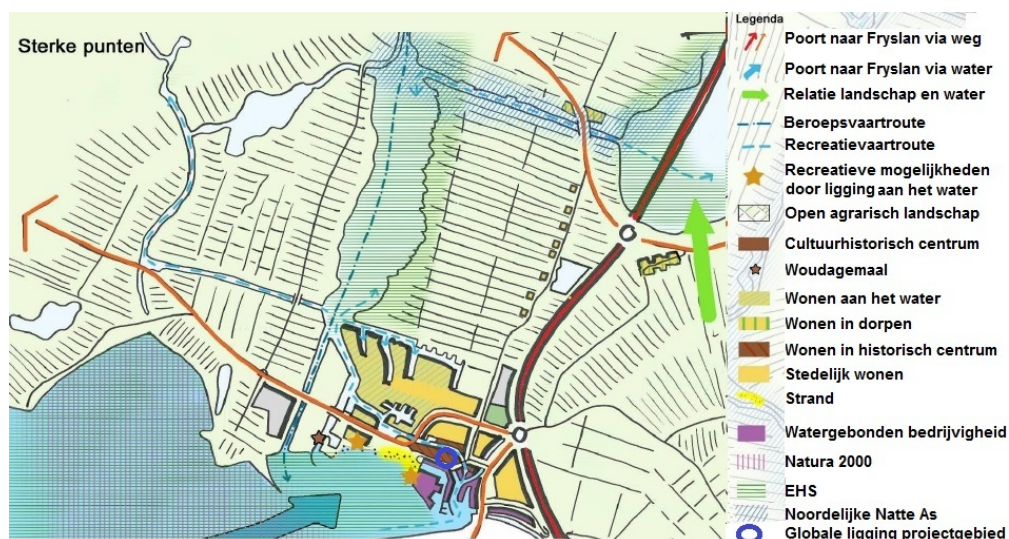 Sterke punten
Legenda
Poort naar Fryslan via weg
Poort naar Fryslan via water
Relatie landschap en water
Beroepsvaartroute
Recreatievaartroute
Recreatieve mogelijkheden
door ligging aan het water
Open agrarisch landschap
Cultuurhistorisch centrum
Woudagemaal
Wonen aan het water
Wonen in dorpen
Wonen in historisch centrum
Stedelijk wonen
Strand
Watergebonden bedrijvigheid
Natura 2000
EHS
Noordelijke Natte As
Globale ligging projectgebied